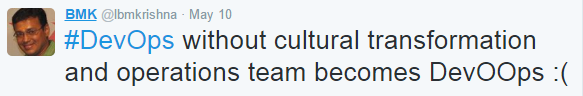 BMK @lbmkrishna · May 10
#DevOps without cultural transformation
and operations team becomes DevOOps :(